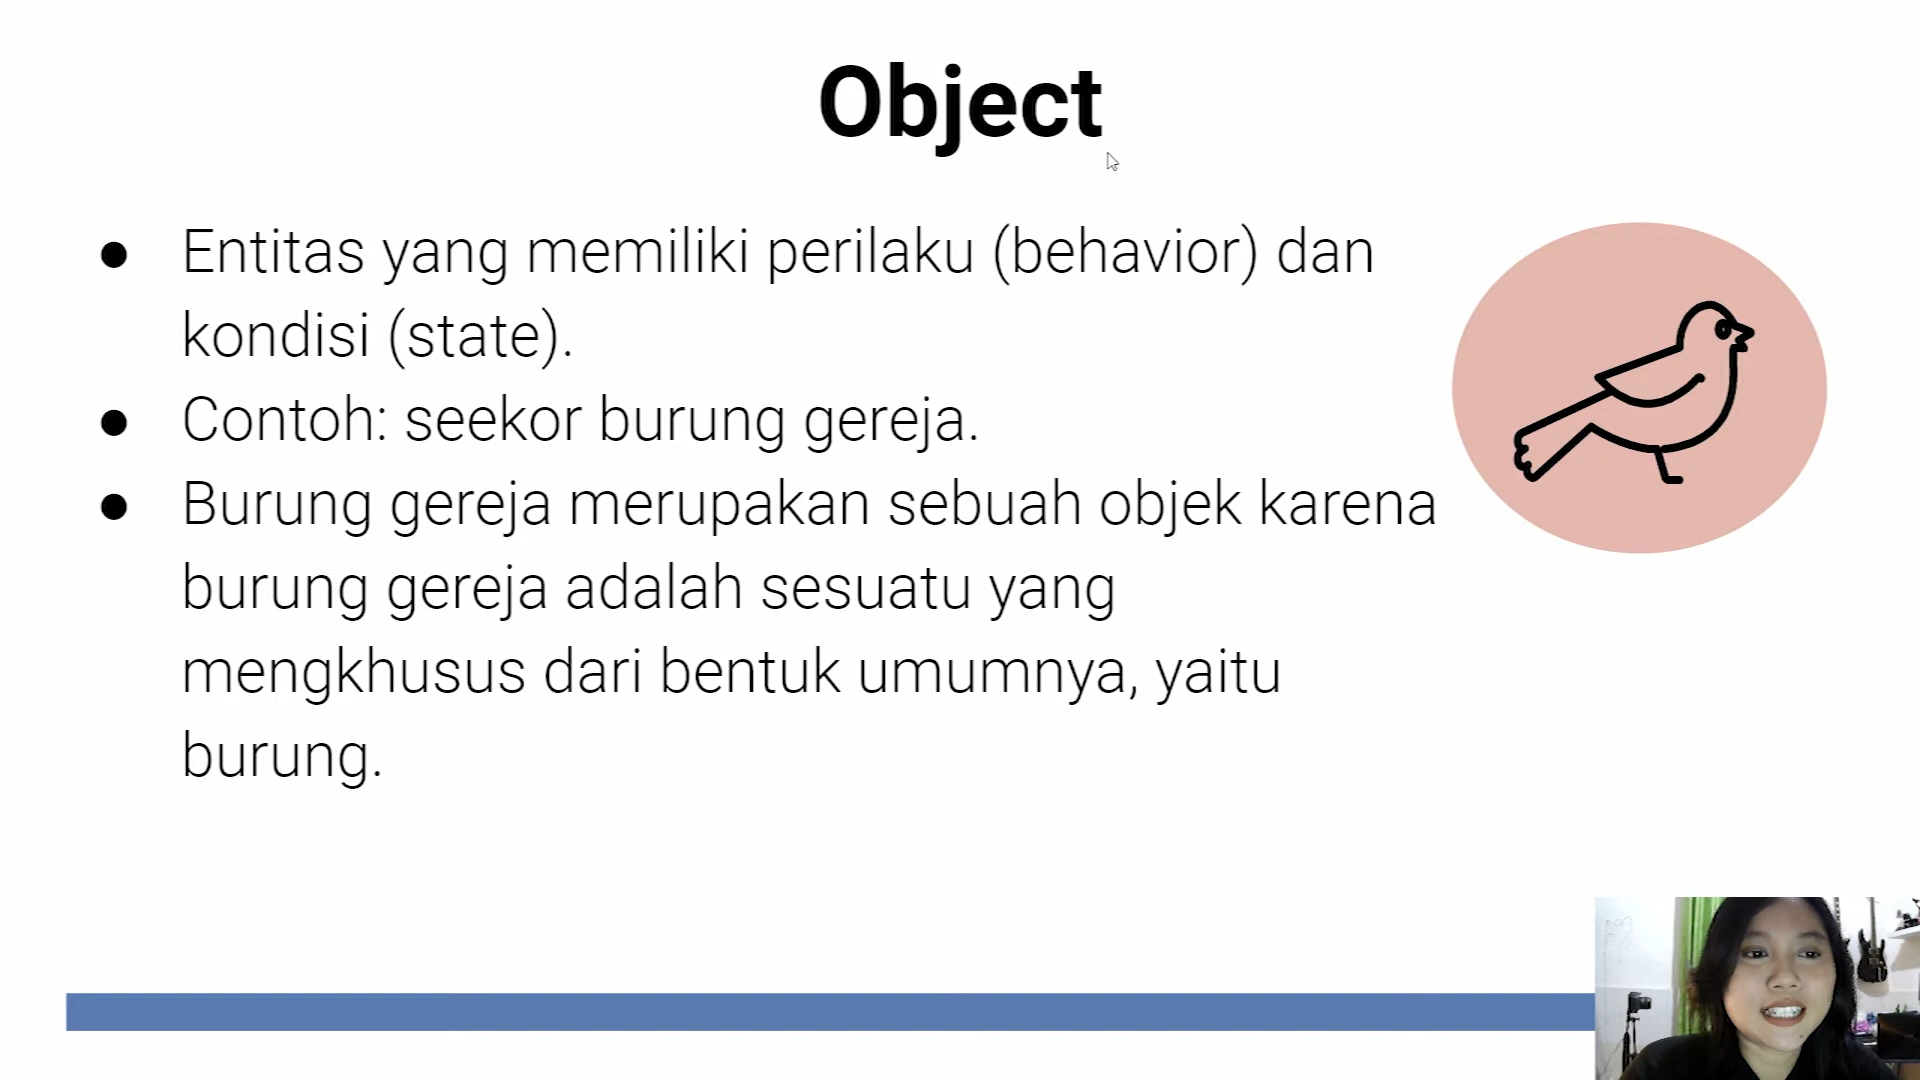 Object
● Entitas yang memiliki perilaku (behavior) dan
kondisi (state).
● Contoh: seekor burung gereja.
● Burung gereja merupakan sebuah objek karena
burung gereja adalah sesuatu yang
mengkhusus dari bentuk umumnya, yaitu
burung.